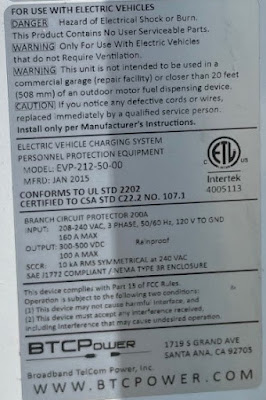 FOR USE WITH ELECTRIC VEHICLES
DANGER Hazard of Electrical Shock or Burn.
This Product Contains No User Serviceable Parts.
WARNING Only For Use With Electric Vehicles
that do not Require Ventilation.
WARNING This unit is not intended to be used in a
commercial garage (repair facility) or closer than 20 feet
(508 mm) of an outdoor motor fuel dispensing device.
CAUTION If you notice any defective cords or wires,
replaced immediately by a qualified service person.
Install only per Manufacturer's Instructions.
ELECTRIC VEHICLE CHARGING SYSTEM
PERSONNEL PROTECTION EQUIPMENT
MODEL: EVP-212-50-00
MFRD: JAN 2015
CONFORMS TO UL STD 2202
CERTIFIED TO CSA STD C22.2 NO. 107.1
ETL
Intertek
4005113
BRANCH CIRCUIT PROTECTOR 200A
INPUT: 208-240 VAC, 3 PHASE, 50/60 Hz, 120 V TO GND
160 A MAX
OUTPUT: 300-500 VDC Rainproof
100 A MAX
SCCR: 10 kA RMS SYMMETRICAL at 240 VAC
SAE J1772 COMPLIANT / NEMA TYPE 3R ENCLOSURE
This device complies with Part 15 of FCC Rules.
Operation is subject to the following two conditions:
(1) This device may not cause harmful interface, and
(2) This device must accept any interference received,
including interference that may cause undesired operation.
BTCPOWER
1719 S GRAND AVE
SANTA ANA, CA 92705
Broadband TelCom Power, Inc.
WWW.BTCPOWER.COM